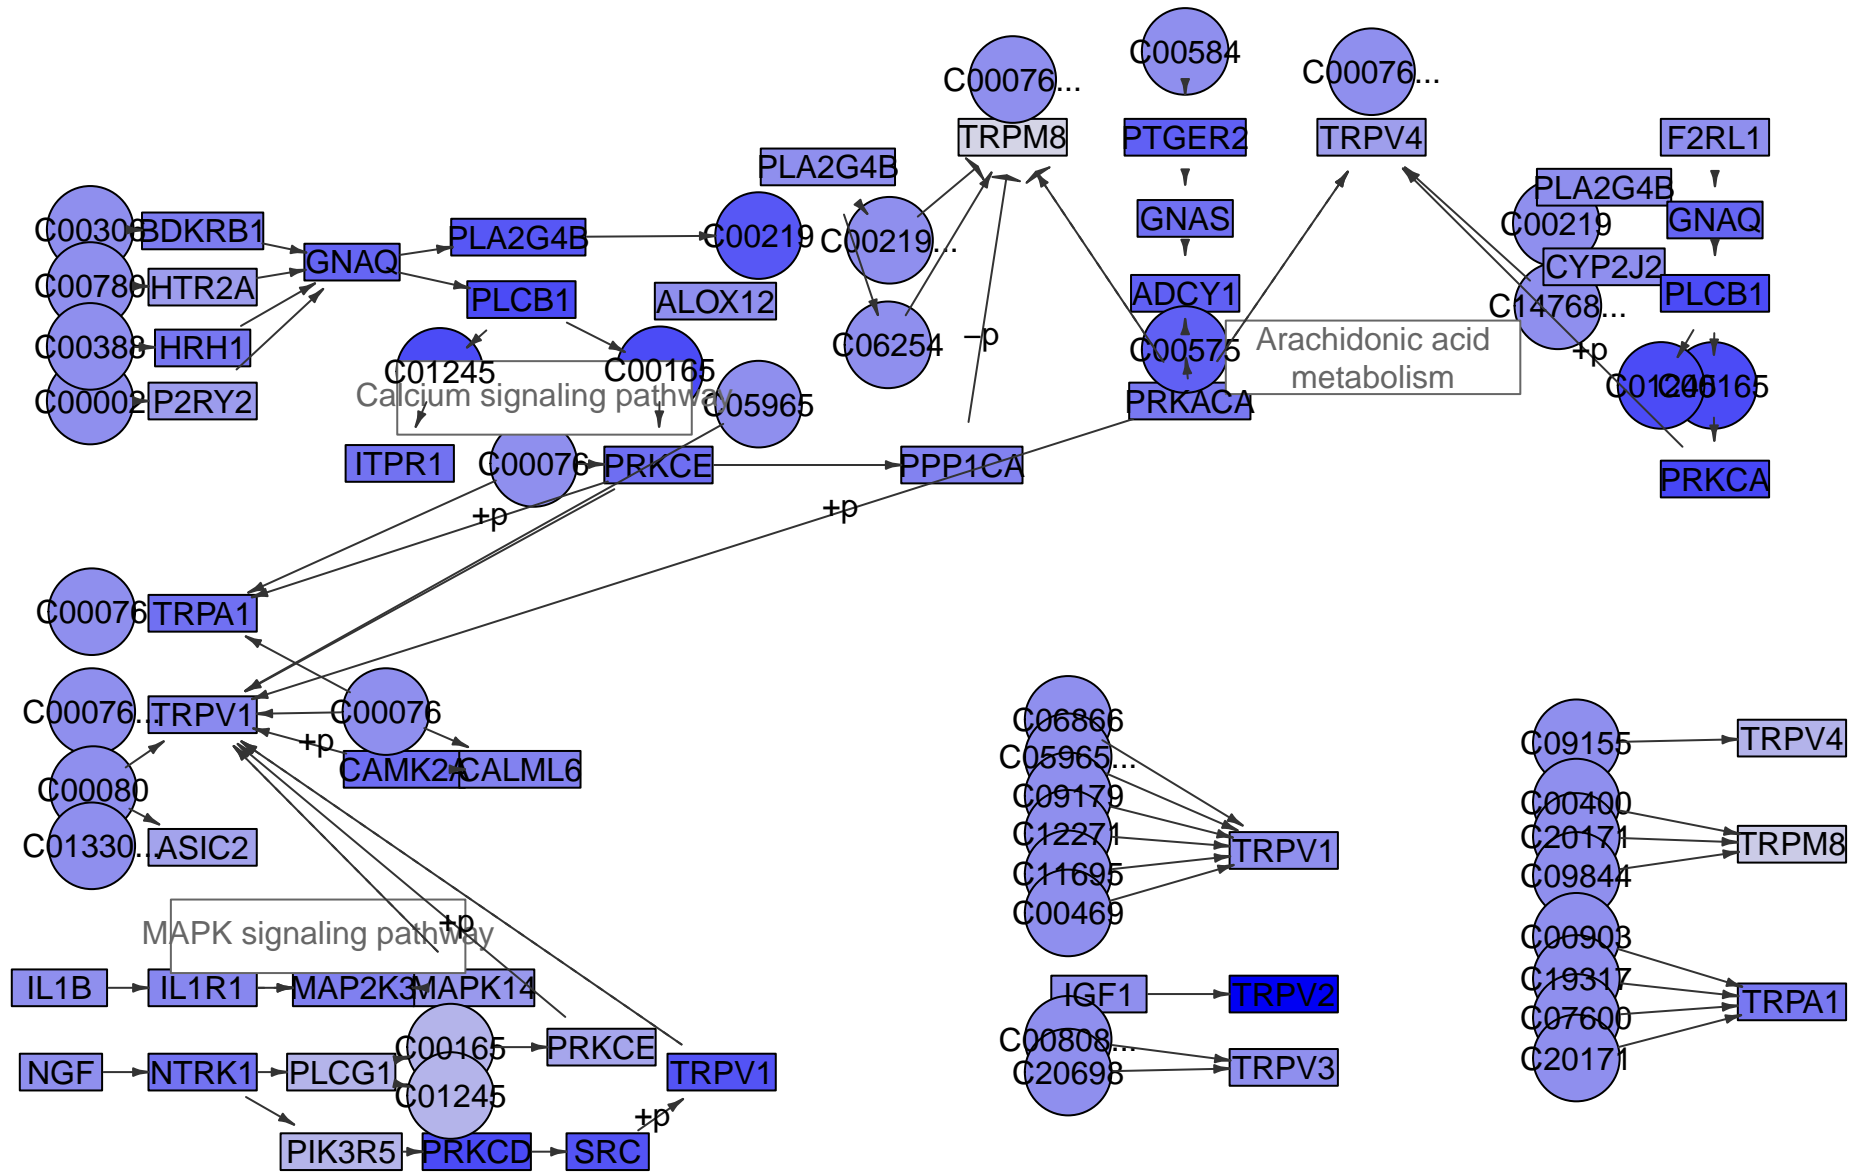 C00584
C00076...
C00076...
TRPM8
PTGER2
TRPV4
F2RL1
PLA2G4B
PLA2G4B
C00219
GNAS
GNAQ
BDKRB1
PLA2G4B
C00219
C00219...
GNAQ
CYP2J2
HTR2A
C00388
HRH1
C00002
P2RY2
PLCB1
ALOX12
ADCY1
PLCB1
C14768...
C06254
–p
C00575
Arachidonic acid
metabolism
+p
C01245
C00165
Calcium signaling pathway
C05965
PRKACA
C00165
ITPR1
C00076
PRKCE
PPP1CA
PRKCA
+p
+p
C00076
TRPA1
C00076...
TRPV1
C00076
+p
CAMK2A
CALML6
C00080
C01330...
ASIC2
C06866
C05965...
C09179
C12271
C11695
C00469
TRPV1
C09155
TRPV4
C00400
C20171
C09844
TRPM8
+p
MAPK signaling pathway
C00903
C19317
C07600
C20171
TRPA1
IL1B
IL1R1
MAP2K3
MAPK14
IGF1
TRPV2
C00808...
C20698
TRPV3
NGF
NTRK1
PLCG1
C00165
C01245
PRKCE
TRPV1
+p
PIK3R5
PRKCD
SRC